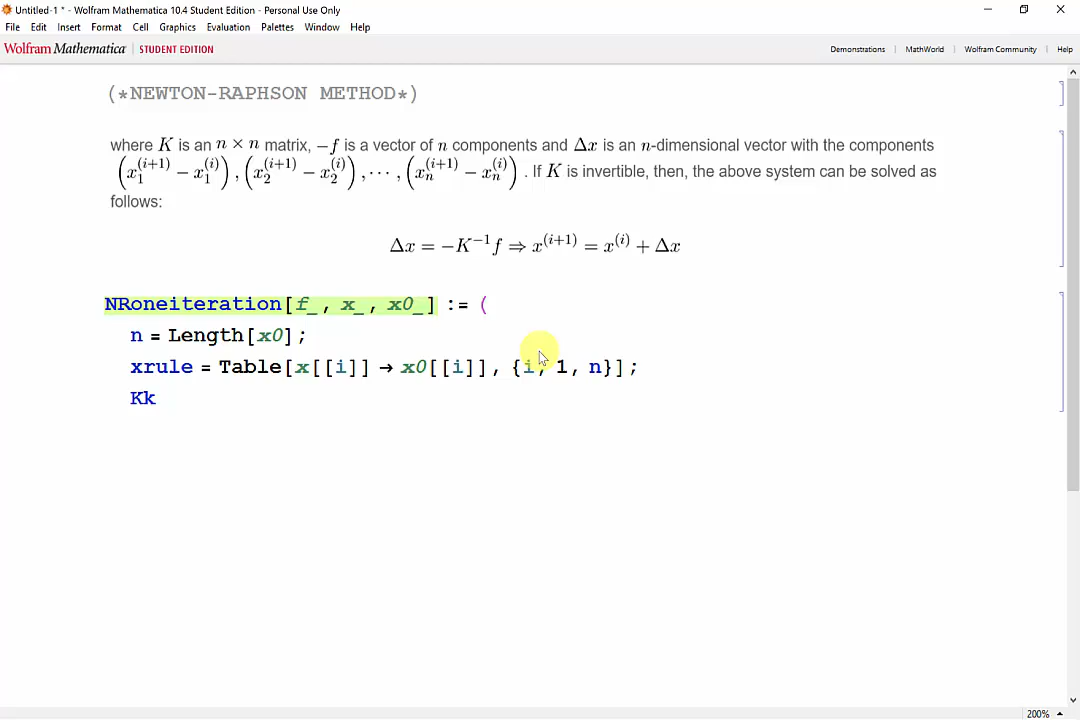 Untitled-1 * - Wolfram Mathematica 10.4 Student Edition - Personal Use Only
File Edit Insert Format Cell Graphics Evaluation Palettes Window Help
Wolfram Mathematica | STUDENT EDITION Demonstrations | MathWorld | Wolfram Community | Help
(*NEWTON-RAPHSON METHOD*)
where K is an n × n matrix, −f is a vector of n components and Δx is an n-dimensional vector with the components
(x₁^(i+1) − x₁^(i)), (x₂^(i+1) − x₂^(i)), ⋯, (xₙ^(i+1) − xₙ^(i)). If K is invertible, then, the above system can be solved as
follows:
Δx = −K⁻¹f ⇒ x^(i+1) = x^(i) + Δx
NRoneiteration[f_, x_, x0_] := (
n = Length[x0];
xrule = Table[x[[i]] → x0[[i]], {i, 1, n}];
Kk
200%